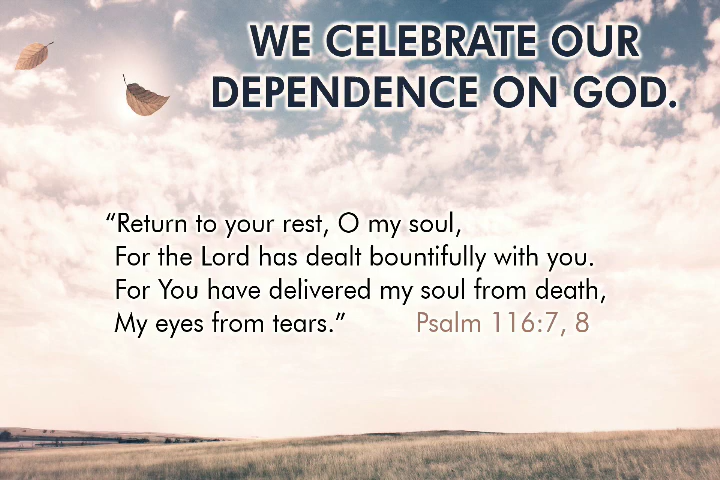 WE CELEBRATE OUR
DEPENDENCE ON GOD.
“Return to your rest, O my soul,
For the Lord has dealt bountifully with you.
For You have delivered my soul from death,
My eyes from tears.” Psalm 116:7, 8